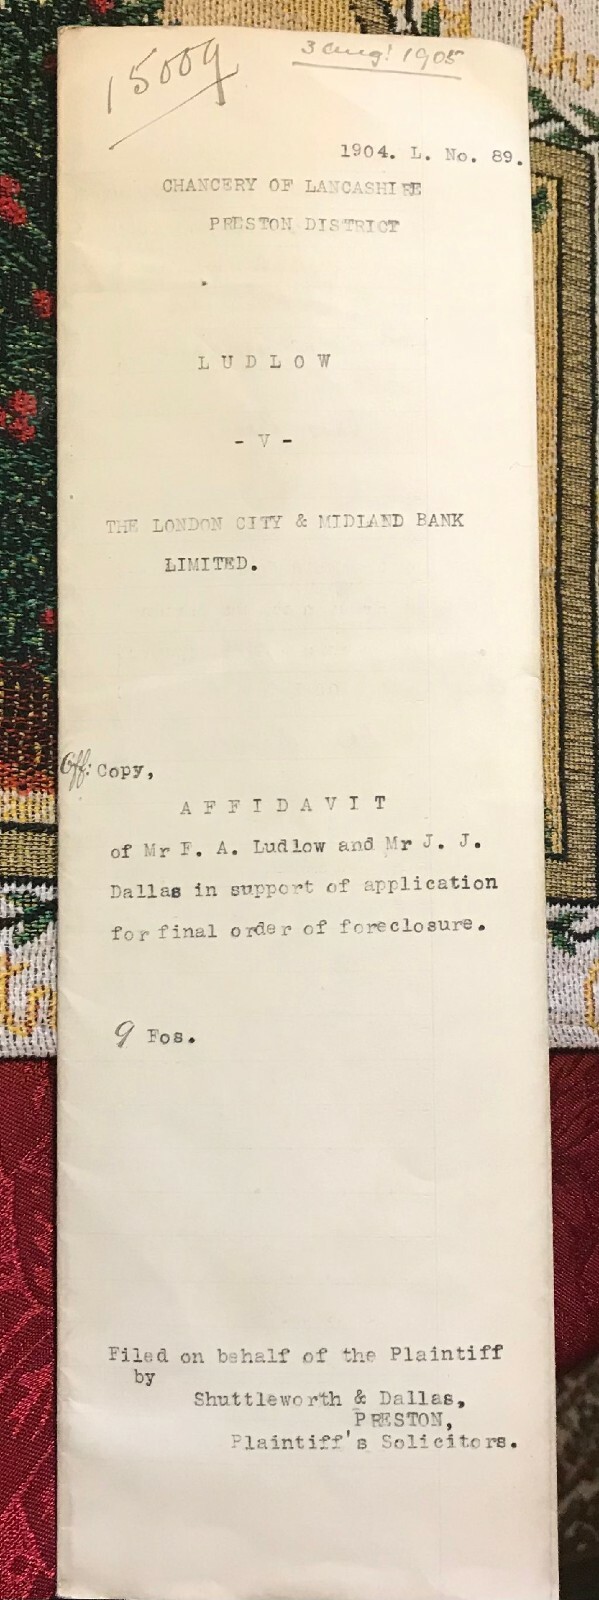 15009
3 Aug! 1905
1904. L. No. 89.
CHANCERY OF LANCASHIRE
PRESTON DISTRICT
L U D L O W
- V -
THE LONDON CITY & MIDLAND BANK
LIMITED.
Off: Copy,
A F F I D A V I T
of Mr F. A. Ludlow and Mr J. J.
Dallas in support of application
for final order of foreclosure.
9 Fos.
Filed on behalf of the Plaintiff
by
Shuttleworth & Dallas,
PRESTON,
Plaintiff's Solicitors.